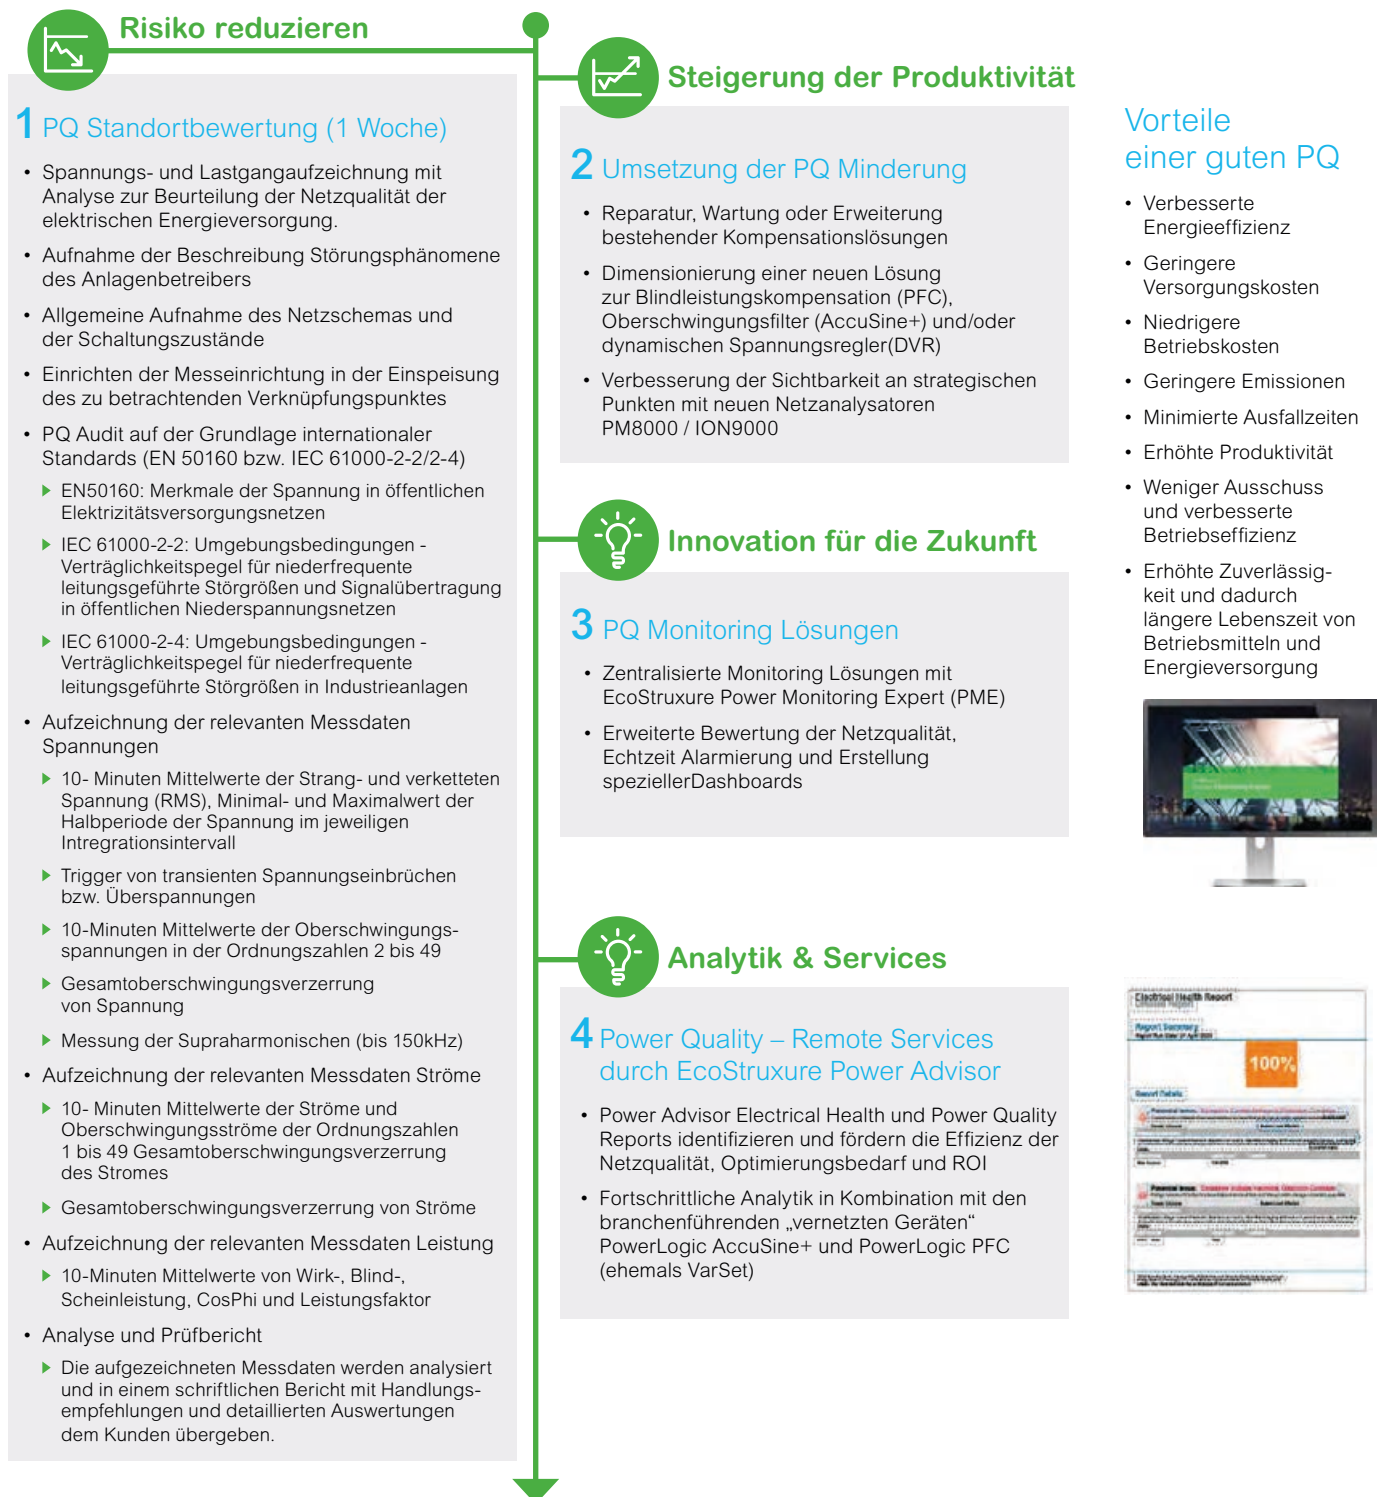 Risiko reduzieren
1 PQ Standortbewertung (1 Woche)
• Spannungs- und Lastgangaufzeichnung mit
Analyse zur Beurteilung der Netzqualität der
elektrischen Energieversorgung.
• Aufnahme der Beschreibung Störungsphänomene
des Anlagenbetreibers
• Allgemeine Aufnahme des Netzschemas und
der Schaltungszustände
• Einrichten der Messeinrichtung in der Einspeisung
des zu betrachtenden Verknüpfungspunktes
• PQ Audit auf der Grundlage internationaler
Standards (EN 50160 bzw. IEC 61000-2-2/2-4)
EN50160: Merkmale der Spannung in öffentlichen
Elektrizitätsversorgungsnetzen
IEC 61000-2-2: Umgebungsbedingungen -
Verträglichkeitspegel für niederfrequente
leitungsgeführte Störgrößen und Signalübertragung
in öffentlichen Niederspannungsnetzen
IEC 61000-2-4: Umgebungsbedingungen -
Verträglichkeitspegel für niederfrequente
leitungsgeführte Störgrößen in Industrieanlagen
• Aufzeichnung der relevanten Messdaten
Spannungen
10- Minuten Mittelwerte der Strang- und verketteten
Spannung (RMS), Minimal- und Maximalwert der
Halbperiode der Spannung im jeweiligen
Intregrationsintervall
Trigger von transienten Spannungseinbrüchen
bzw. Überspannungen
10-Minuten Mittelwerte der Oberschwingungs-
spannungen in der Ordnungszahlen 2 bis 49
Gesamtoberschwingungsverzerrung
von Spannung
Messung der Supraharmonischen (bis 150kHz)
• Aufzeichnung der relevanten Messdaten Ströme
10- Minuten Mittelwerte der Ströme und
Oberschwingungsströme der Ordnungszahlen
1 bis 49 Gesamtoberschwingungsverzerrung
des Stromes
Gesamtoberschwingungsverzerrung von Ströme
• Aufzeichnung der relevanten Messdaten Leistung
10-Minuten Mittelwerte von Wirk-, Blind-,
Scheinleistung, CosPhi und Leistungsfaktor
• Analyse und Prüfbericht
Die aufgezeichneten Messdaten werden analysiert
und in einem schriftlichen Bericht mit Handlungs-
empfehlungen und detaillierten Auswertungen
dem Kunden übergeben.
Steigerung der Produktivität
2 Umsetzung der PQ Minderung
• Reparatur, Wartung oder Erweiterung
bestehender Kompensationslösungen
• Dimensionierung einer neuen Lösung
zur Blindleistungskompensation (PFC),
Oberschwingungsfilter (AccuSine+) und/oder
dynamischen Spannungsregler(DVR)
• Verbesserung der Sichtbarkeit an strategischen
Punkten mit neuen Netzanalysatoren
PM8000 / ION9000
Innovation für die Zukunft
3 PQ Monitoring Lösungen
• Zentralisierte Monitoring Lösungen mit
EcoStruxure Power Monitoring Expert (PME)
• Erweiterte Bewertung der Netzqualität,
Echtzeit Alarmierung und Erstellung
speziellerDashboards
Analytik & Services
4 Power Quality – Remote Services
durch EcoStruxure Power Advisor
• Power Advisor Electrical Health und Power Quality
Reports identifizieren und fördern die Effizienz der
Netzqualität, Optimierungsbedarf und ROI
• Fortschrittliche Analytik in Kombination mit den
branchenführenden „vernetzten Geräten“
PowerLogic AccuSine+ und PowerLogic PFC
(ehemals VarSet)
Vorteile
einer guten PQ
• Verbesserte
Energieeffizienz
• Geringere
Versorgungskosten
• Niedrigere
Betriebskosten
• Geringere Emissionen
• Minimierte Ausfallzeiten
• Erhöhte Produktivität
• Weniger Ausschuss
und verbesserte
Betriebseffizienz
• Erhöhte Zuverlässig-
keit und dadurch
längere Lebenszeit von
Betriebsmitteln und
Energieversorgung
Electrical Health Report
Report Summary
100%
Report Details